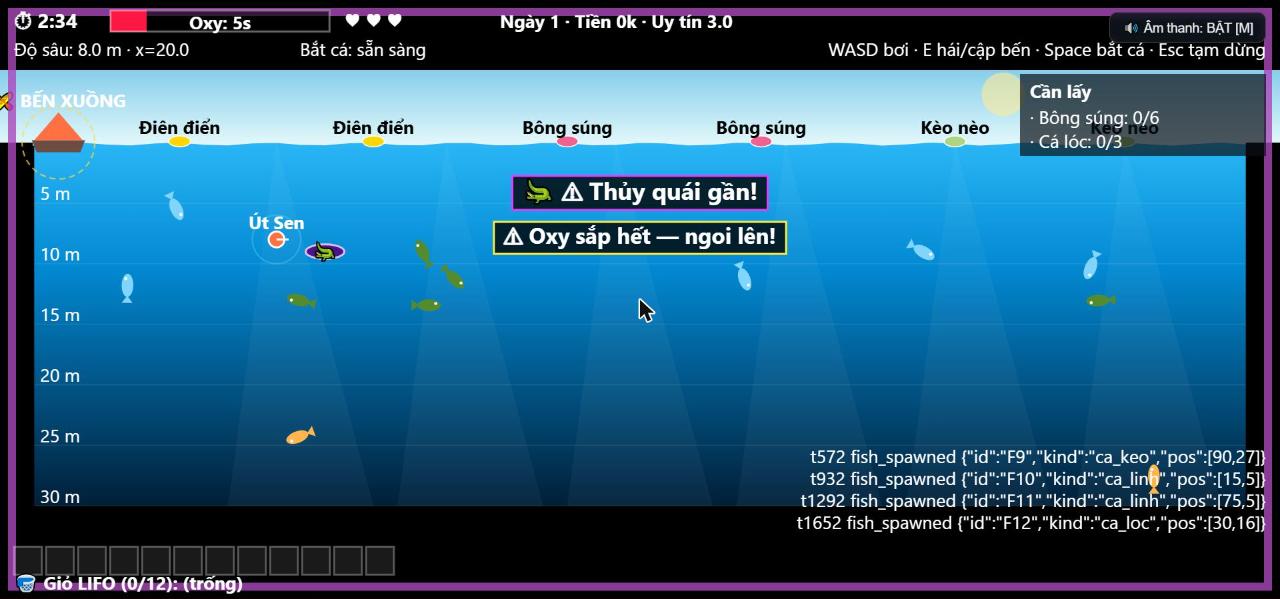 ⏱ 2:34
Oxy: 5s
♥ ♥ ♥
Ngày 1 · Tiền 0k · Uy tín 3.0
🔊 Âm thanh: BẬT [M]
Độ sâu: 8.0 m · x=20.0
Bắt cá: sẵn sàng
WASD bơi · E hái/cập bến · Space bắt cá · Esc tạm dừng
Cần lấy
· Bông súng: 0/6
· Cá lóc: 0/3
BẾN XUỒNG
Điên điển
Điên điển
Bông súng
Bông súng
Kèo nèo
Kèo nèo
5 m
🐊 ⚠ Thủy quái gần!
Út Sen
⚠ Oxy sắp hết — ngoi lên!
10 m
15 m
20 m
25 m
30 m
t572 fish_spawned {"id":"F9","kind":"ca_keo","pos":[90,27]}
t932 fish_spawned {"id":"F10","kind":"ca_linh","pos":[15,5]}
t1292 fish_spawned {"id":"F11","kind":"ca_linh","pos":[75,5]}
t1652 fish_spawned {"id":"F12","kind":"ca_loc","pos":[30,16]}
Giỏ LIFO (0/12): (trống)